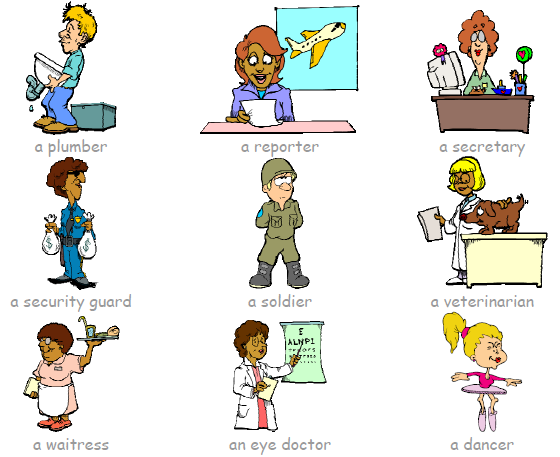 a plumber
a reporter
a secretary
$ $
a security guard
a soldier
a veterinarian
E
a waitress
an eye doctor
a dancer